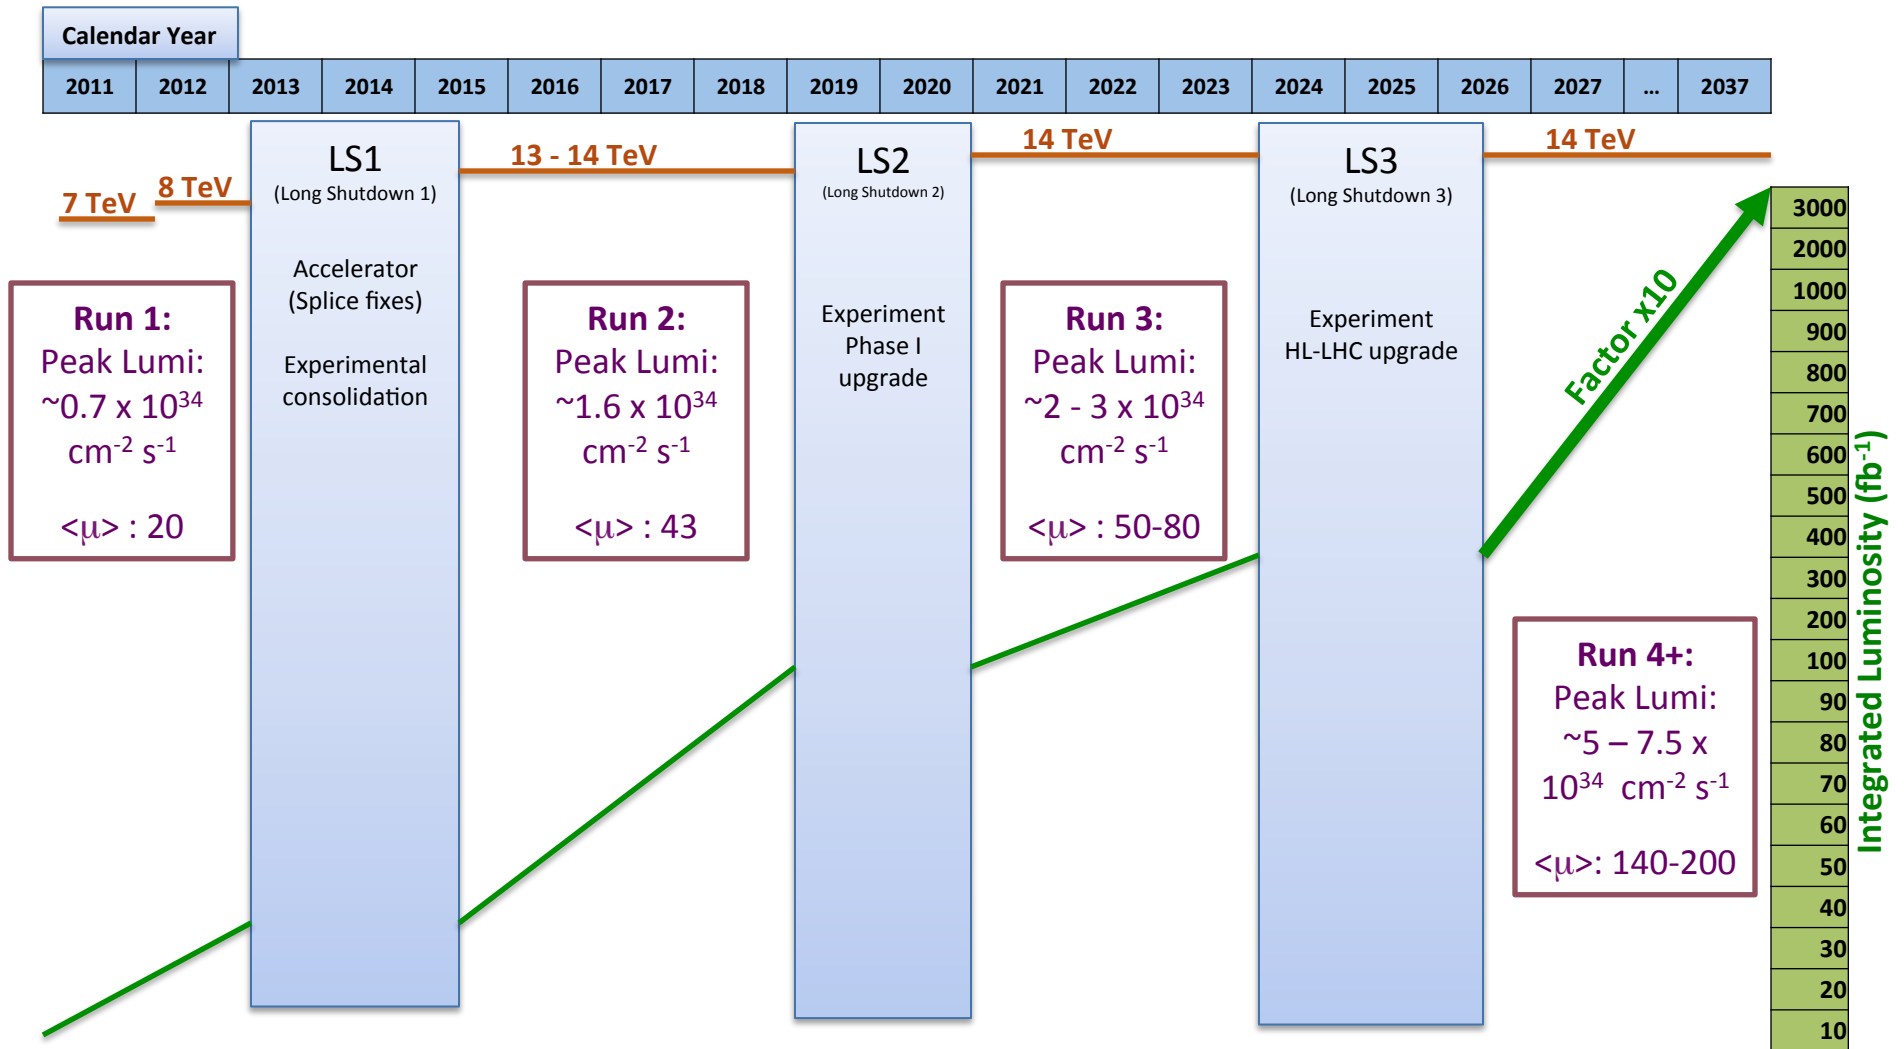 Calendar Year
2011 2012 2013 2014 2015 2016 2017 2018 2019 2020 2021 2022 2023 2024 2025 2026 2027 ... 2037
7 TeV
8 TeV
13 - 14 TeV
14 TeV
14 TeV
LS1
(Long Shutdown 1)
Accelerator
(Splice fixes)
Experimental
consolidation
LS2
(Long Shutdown 2)
Experiment
Phase I
upgrade
LS3
(Long Shutdown 3)
Experiment
HL-LHC upgrade
Run 1:
Peak Lumi:
~0.7 x 10³⁴
cm⁻² s⁻¹
<μ> : 20
Run 2:
Peak Lumi:
~1.6 x 10³⁴
cm⁻² s⁻¹
<μ> : 43
Run 3:
Peak Lumi:
~2 - 3 x 10³⁴
cm⁻² s⁻¹
<μ> : 50-80
Run 4+:
Peak Lumi:
~5 – 7.5 x
10³⁴ cm⁻² s⁻¹
<μ>: 140-200
Factor x10
3000
2000
1000
900
800
700
600
500
400
300
200
100
90
80
70
60
50
40
30
20
10
Integrated Luminosity (fb⁻¹)